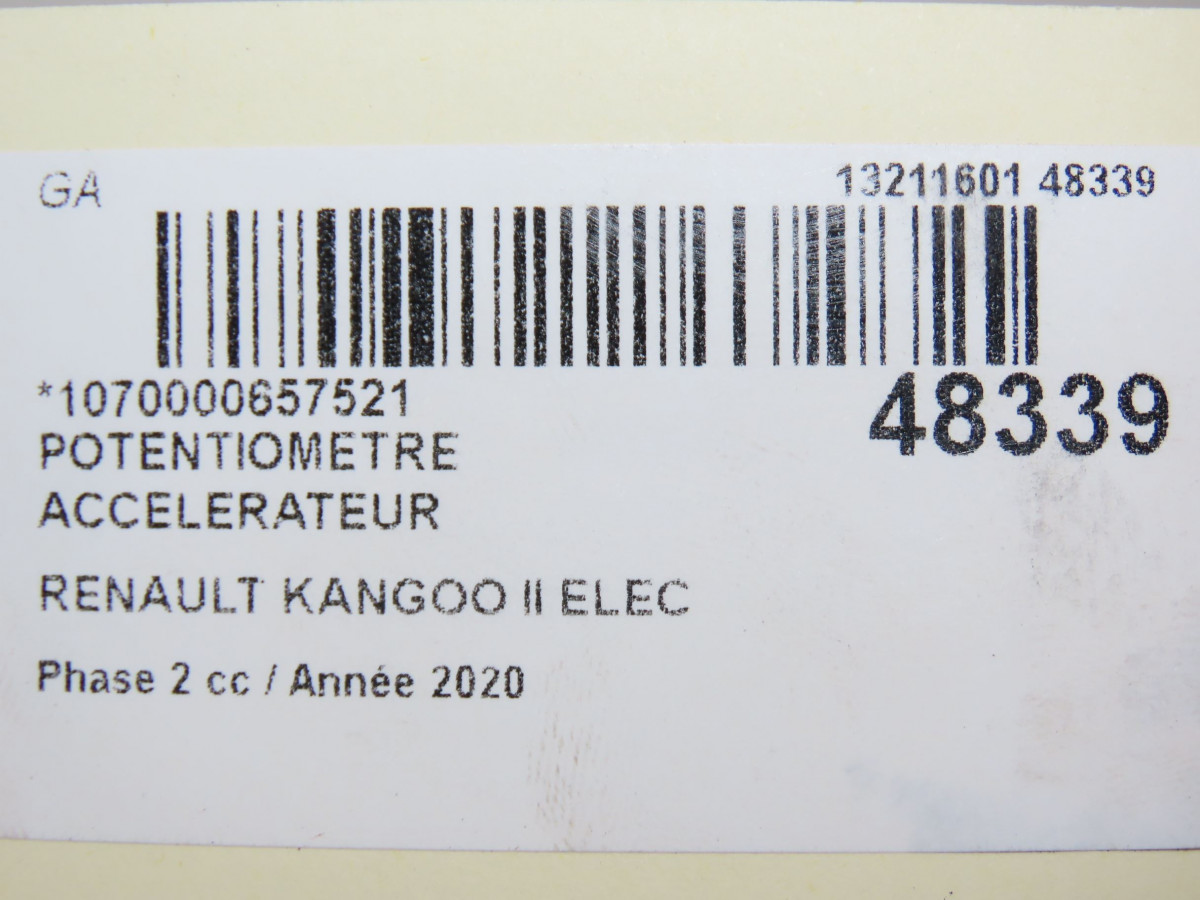 GA
13211601 48339
*1070000657521
48339
POTENTIOMETRE
ACCELERATEUR
RENAULT KANGOO II ELEC
Phase 2 cc / Année 2020